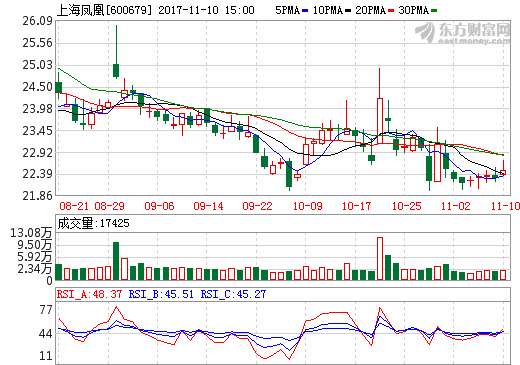 上海凤凰[600679] 2017-11-10 15:00 5PMA 10PMA 20PMA 30PMA
东方财富网
eastmoney.com
26.09
25.56
25.03
24.50
23.98
23.45
22.92
22.39
21.86
08-21 08-29 09-06 09-14 09-22 10-09 10-17 10-25 11-02 11-10
成交量:17425
13.08万
9.50万
5.92万
2.34万
0
RSI_A:48.37 RSI_B:45.51 RSI_C:45.27
77
44
11